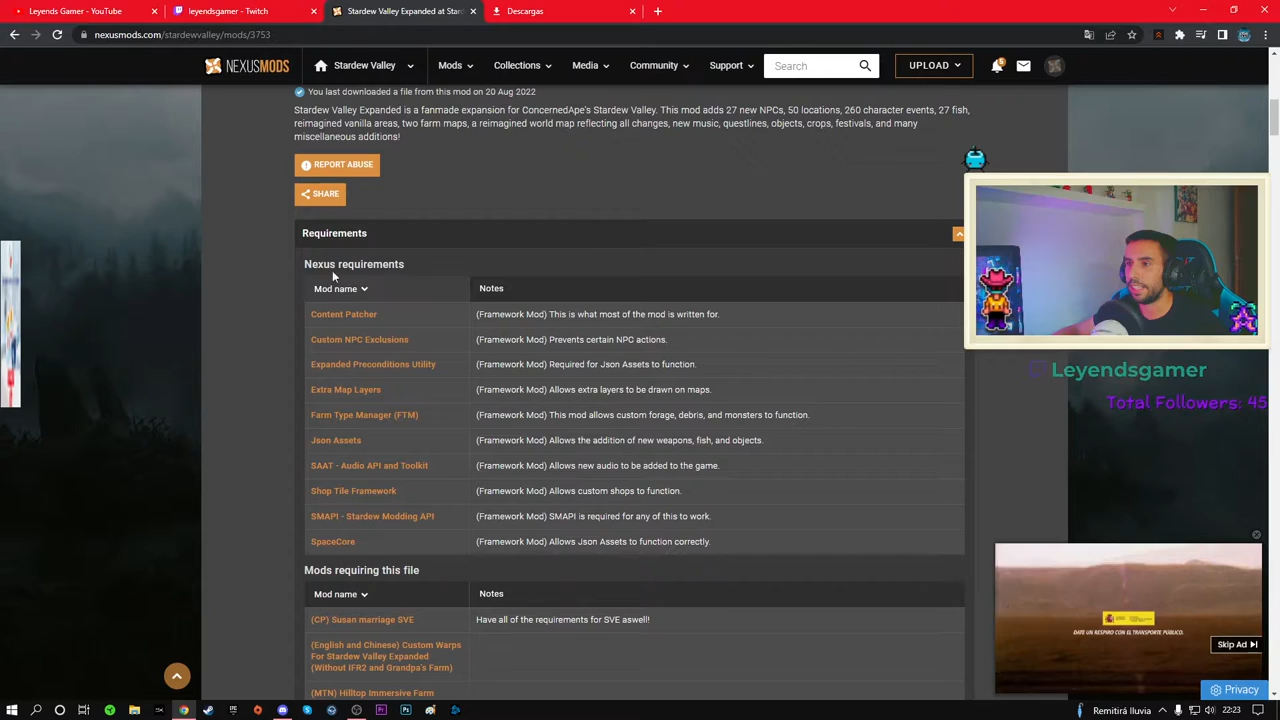 Leyends Gamer - YouTube
leyendsgamer - Twitch
Stardew Valley Expanded at Star
Descargas
nexusmods.com/stardewvalley/mods/3753
NEXUSMODS
Stardew Valley
Mods
Collections
Media
Community
Support
Search
UPLOAD
You last downloaded a file from this mod on 20 Aug 2022
Stardew Valley Expanded is a fanmade expansion for ConcernedApe's Stardew Valley. This mod adds 27 new NPCs, 50 locations, 260 character events, 27 fish,
reimagined vanilla areas, two farm maps, a reimagined world map reflecting all changes, new music, questlines, objects, crops, festivals, and many
miscellaneous additions!
REPORT ABUSE
SHARE
Requirements
Nexus requirements
Mod name
Notes
Content Patcher
(Framework Mod) This is what most of the mod is written for.
Custom NPC Exclusions
(Framework Mod) Prevents certain NPC actions.
Expanded Preconditions Utility
(Framework Mod) Required for Json Assets to function.
Extra Map Layers
(Framework Mod) Allows extra layers to be drawn on maps.
Farm Type Manager (FTM)
(Framework Mod) This mod allows custom forage, debris, and monsters to function.
Json Assets
(Framework Mod) Allows the addition of new weapons, fish, and objects.
SAAT - Audio API and Toolkit
(Framework Mod) Allows new audio to be added to the game.
Shop Tile Framework
(Framework Mod) Allows custom shops to function.
SMAPI - Stardew Modding API
(Framework Mod) SMAPI is required for any of this to work.
SpaceCore
(Framework Mod) Allows Json Assets to function correctly.
Mods requiring this file
Mod name
Notes
(CP) Susan marriage SVE
Have all of the requirements for SVE aswell!
(English and Chinese) Custom Warps
For Stardew Valley Expanded
(Without IFR2 and Grandpa's Farm)
(MTN) Hilltop Immersive Farm
Leyendsgamer
Total Followers: 45
DATE UN RESPIRO CON EL TRANSPORTE PÚBLICO.
Skip Ad
Privacy
Remitirá lluvia
22:23